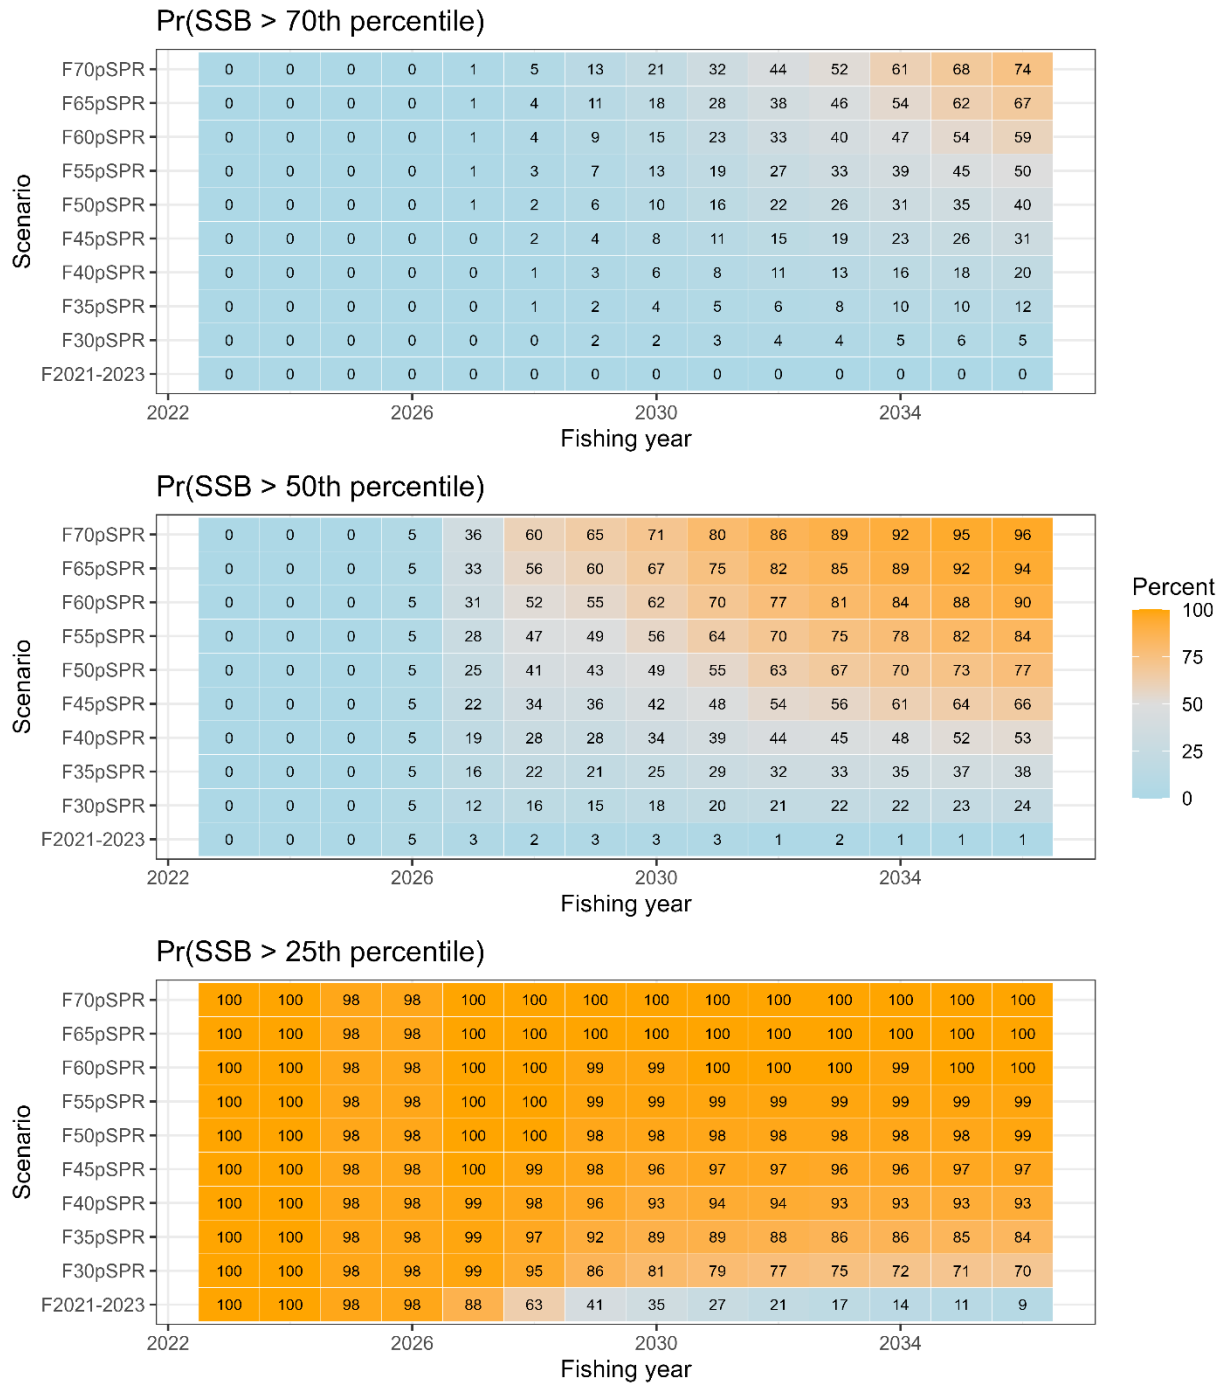 Pr(SSB > 70th percentile)
Scenario
F70pSPR 0 0 0 0 1 5 13 21 32 44 52 61 68 74
F65pSPR 0 0 0 0 1 4 11 18 28 38 46 54 62 67
F60pSPR 0 0 0 0 1 4 9 15 23 33 40 47 54 59
F55pSPR 0 0 0 0 1 3 7 13 19 27 33 39 45 50
F50pSPR 0 0 0 0 1 2 6 10 16 22 26 31 35 40
F45pSPR 0 0 0 0 0 2 4 8 11 15 19 23 26 31
F40pSPR 0 0 0 0 0 1 3 6 8 11 13 16 18 20
F35pSPR 0 0 0 0 0 1 2 4 5 6 8 10 10 12
F30pSPR 0 0 0 0 0 0 2 2 3 4 4 5 6 5
F2021-2023 0 0 0 0 0 0 0 0 0 0 0 0 0 0
2022 2026 2030 2034
Fishing year
Pr(SSB > 50th percentile)
Scenario
F70pSPR 0 0 0 5 36 60 65 71 80 86 89 92 95 96
F65pSPR 0 0 0 5 33 56 60 67 75 82 85 89 92 94
F60pSPR 0 0 0 5 31 52 55 62 70 77 81 84 88 90
F55pSPR 0 0 0 5 28 47 49 56 64 70 75 78 82 84
F50pSPR 0 0 0 5 25 41 43 49 55 63 67 70 73 77
F45pSPR 0 0 0 5 22 34 36 42 48 54 56 61 64 66
F40pSPR 0 0 0 5 19 28 28 34 39 44 45 48 52 53
F35pSPR 0 0 0 5 16 22 21 25 29 32 33 35 37 38
F30pSPR 0 0 0 5 12 16 15 18 20 21 22 22 23 24
F2021-2023 0 0 0 5 3 2 3 3 3 1 2 1 1 1
2022 2026 2030 2034
Fishing year
Percent
100
75
50
25
0
Pr(SSB > 25th percentile)
Scenario
F70pSPR 100 100 98 98 100 100 100 100 100 100 100 100 100 100
F65pSPR 100 100 98 98 100 100 100 100 100 100 100 100 100 100
F60pSPR 100 100 98 98 100 100 99 99 100 100 100 99 100 100
F55pSPR 100 100 98 98 100 100 99 99 99 99 99 99 99 99
F50pSPR 100 100 98 98 100 100 98 98 98 98 98 98 98 99
F45pSPR 100 100 98 98 100 99 98 96 97 97 96 96 97 97
F40pSPR 100 100 98 98 99 98 96 93 94 94 93 93 93 93
F35pSPR 100 100 98 98 99 97 92 89 89 88 86 86 85 84
F30pSPR 100 100 98 98 99 95 86 81 79 77 75 72 71 70
F2021-2023 100 100 98 98 88 63 41 35 27 21 17 14 11 9
2022 2026 2030 2034
Fishing year